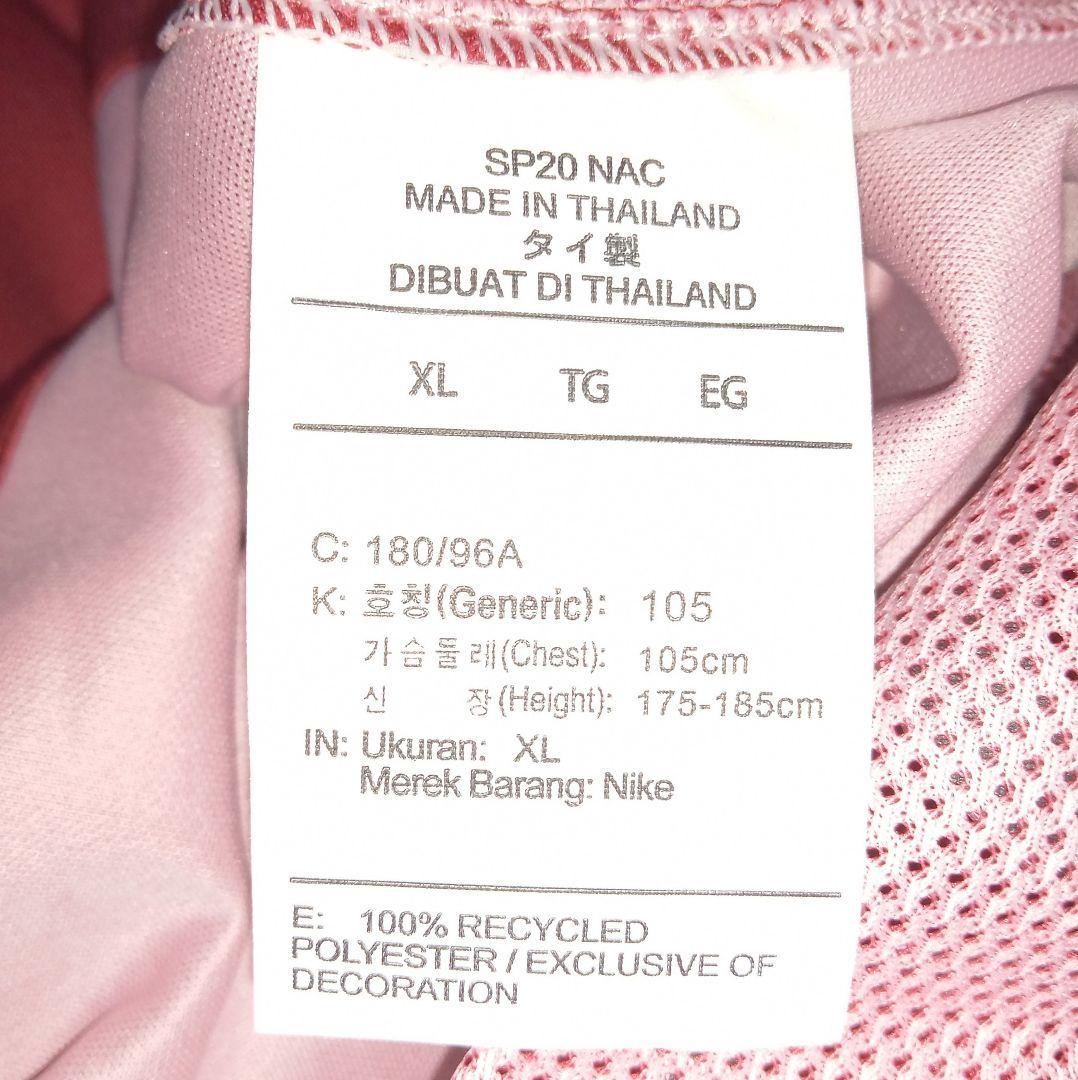 SP20 NAC
MADE IN THAILAND
タイ製
DIBUAT DI THAILAND
XL TG EG
C: 180/96A
K: 호칭(Generic): 105
가슴둘레(Chest): 105cm
신 장(Height): 175-185cm
IN: Ukuran: XL
Merek Barang: Nike
E: 100% RECYCLED
POLYESTER / EXCLUSIVE OF
DECORATION